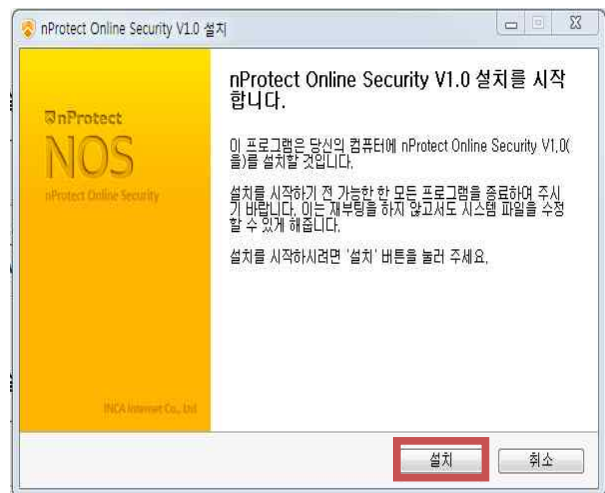 nProtect Online Security V1.0 설치
nProtect
NOS
nProtect Online Security
nProtect Online Security V1.0 설치를 시작
합니다.
이 프로그램은 당신의 컴퓨터에 nProtect Online Security V1.0(
을)를 설치할 것입니다.
설치를 시작하기 전 가능한 한 모든 프로그램을 종료하여 주시
기 바랍니다. 이는 재부팅을 하지 않고서도 시스템 파일을 수정
할 수 있게 해줍니다.
설치를 시작하시려면 '설치' 버튼을 눌러 주세요.
INCA Internet Co., Ltd
설치 취소